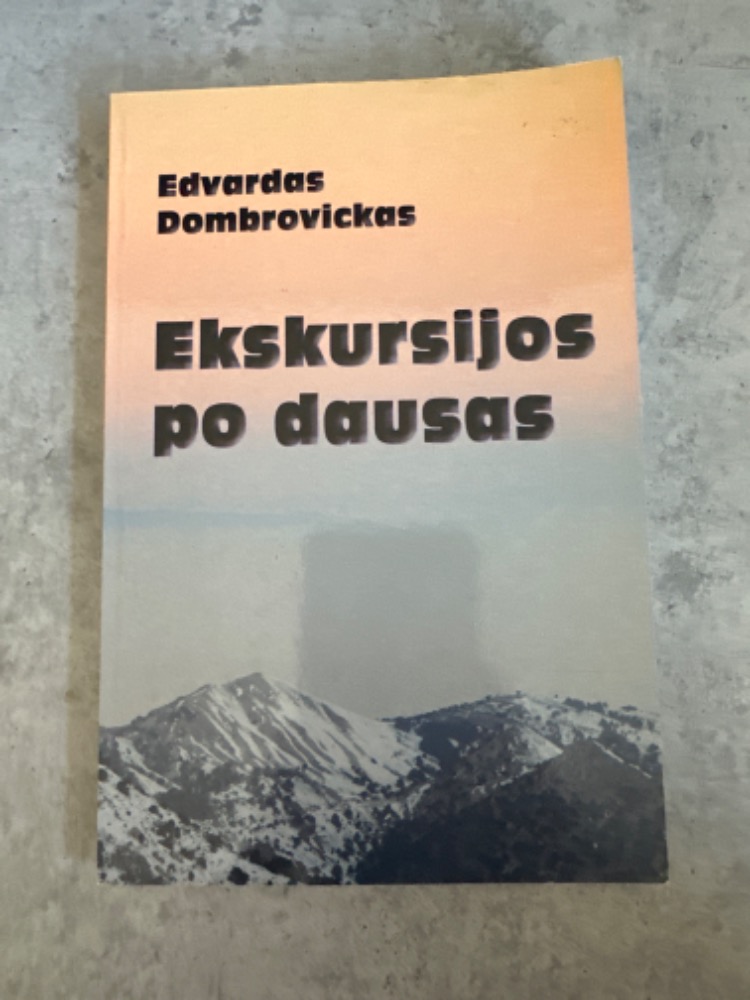 Edvardas
Dombrovickas
Ekskursijos
po dausas